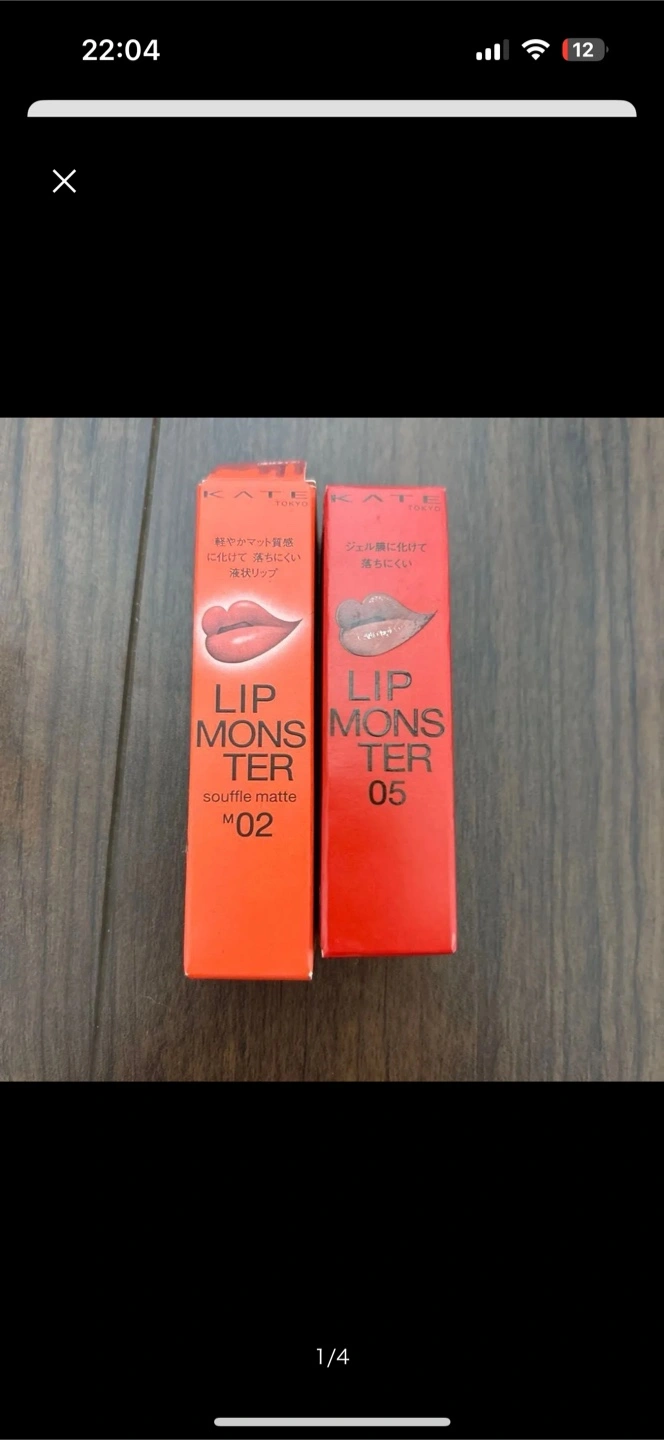 22:04
12
KATE
TOKYO
軽やかマット質感
に化けて 落ちにくい
液状リップ
LIP
MONS
TER
souffle matte
M02
KATE
TOKYO
ジェル膜に化けて
落ちにくい
LIP
MONS
TER
05
1/4